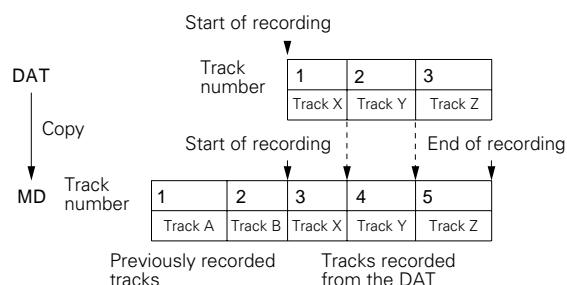 Start of recording
DAT
Track
number
1 2 3
Track X Track Y Track Z
Copy
Start of recording End of recording
MD
Track
number
1 2 3 4 5
Track A Track B Track X Track Y Track Z
Previously recorded
tracks
Tracks recorded
from the DAT